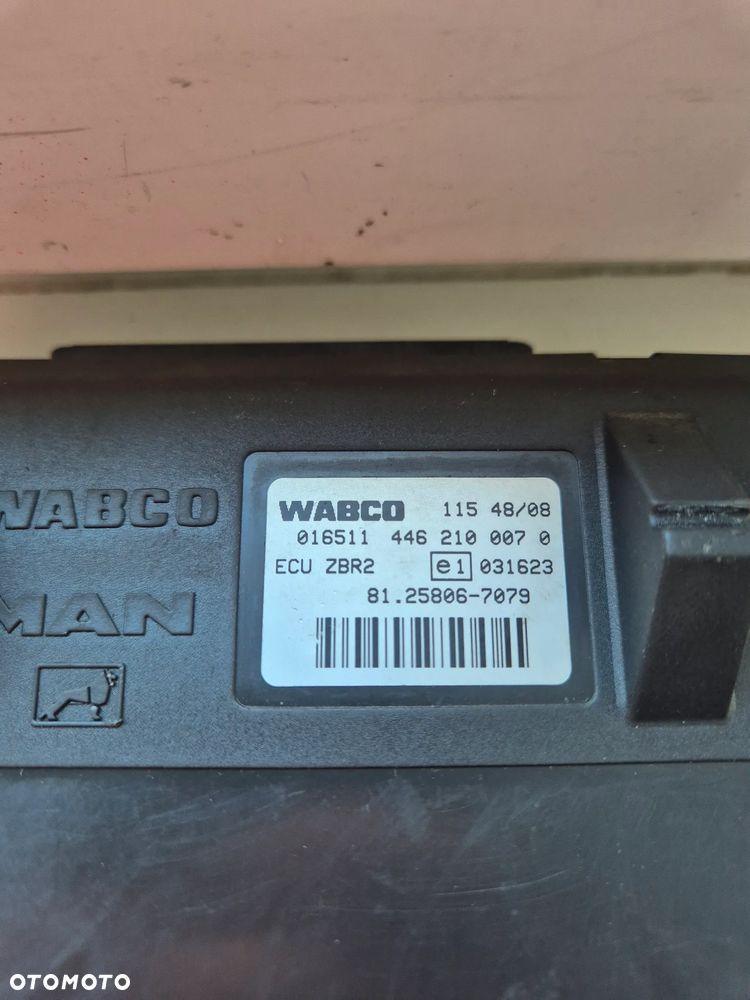 WABCO
MAN
WABCO 115 48/08
016511 446 210 007 0
ECU ZBR2 e1 031623
81.25806-7079
OTOMOTO